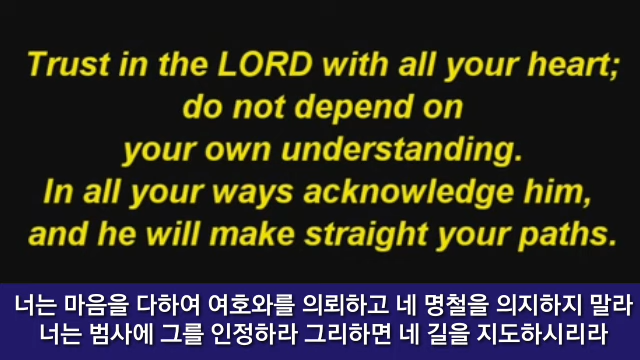 Trust in the LORD with all your heart;
do not depend on
your own understanding.
In all your ways acknowledge him,
and he will make straight your paths.
너는 마음을 다하여 여호와를 의뢰하고 네 명철을 의지하지 말라
너는 범사에 그를 인정하라 그리하면 네 길을 지도하시리라